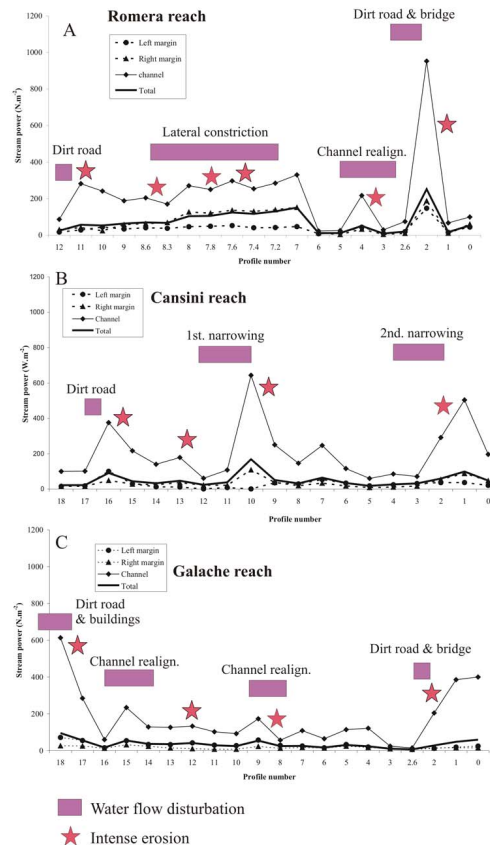 Romera reach
A
Dirt road & bridge
Left margin
Right margin
channel
Total
Dirt road
Lateral constriction
Channel realign.
Stream power (N.m-2)
1200
1000
800
600
400
200
0
12 11 10 9 8.6 8.3 8 7.8 7.6 7.4 7.2 7 6 5 4 3 2.6 2 1 0
Profile number
B
Cansini reach
Left margin
Right margin
Channel
Total
1st. narrowing
2nd. narrowing
Dirt road
Stream power (W.m-2)
1200
1000
800
600
400
200
0
18 17 16 15 14 13 12 11 10 9 8 7 6 5 4 3 2 1 0
Profile number
C
Galache reach
Left margin
Right margin
Channel
Total
Dirt road
& buildings
Channel realign.
Channel realign.
Dirt road & bridge
Stream power (N.m-2)
1200
1000
800
600
400
200
0
18 17 16 15 14 13 12 11 10 9 8 7 6 5 4 3 2.6 2 1 0
Profile number
Water flow disturbation
Intense erosion